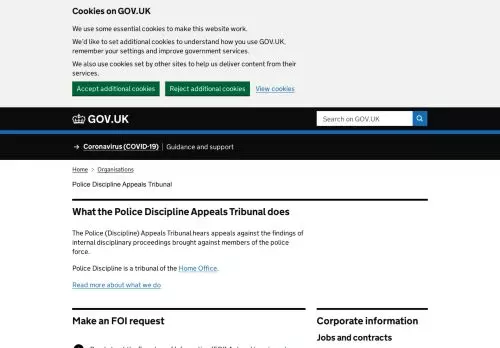 Cookies on GOV.UK
We use some essential cookies to make this website work.
We'd like to set additional cookies to understand how you use GOV.UK,
remember your settings and improve government services.
We also use cookies set by other sites to help us deliver content from their
services.
Accept additional cookies
Reject additional cookies
View cookies
GOV.UK
Search on GOV.UK
→ Coronavirus (COVID-19) | Guidance and support
Home > Organisations
Police Discipline Appeals Tribunal
What the Police Discipline Appeals Tribunal does
The Police (Discipline) Appeals Tribunal hears appeals against the findings of
internal disciplinary proceedings brought against members of the police
force.
Police Discipline is a tribunal of the Home Office.
Read more about what we do
Make an FOI request
Corporate information
Jobs and contracts